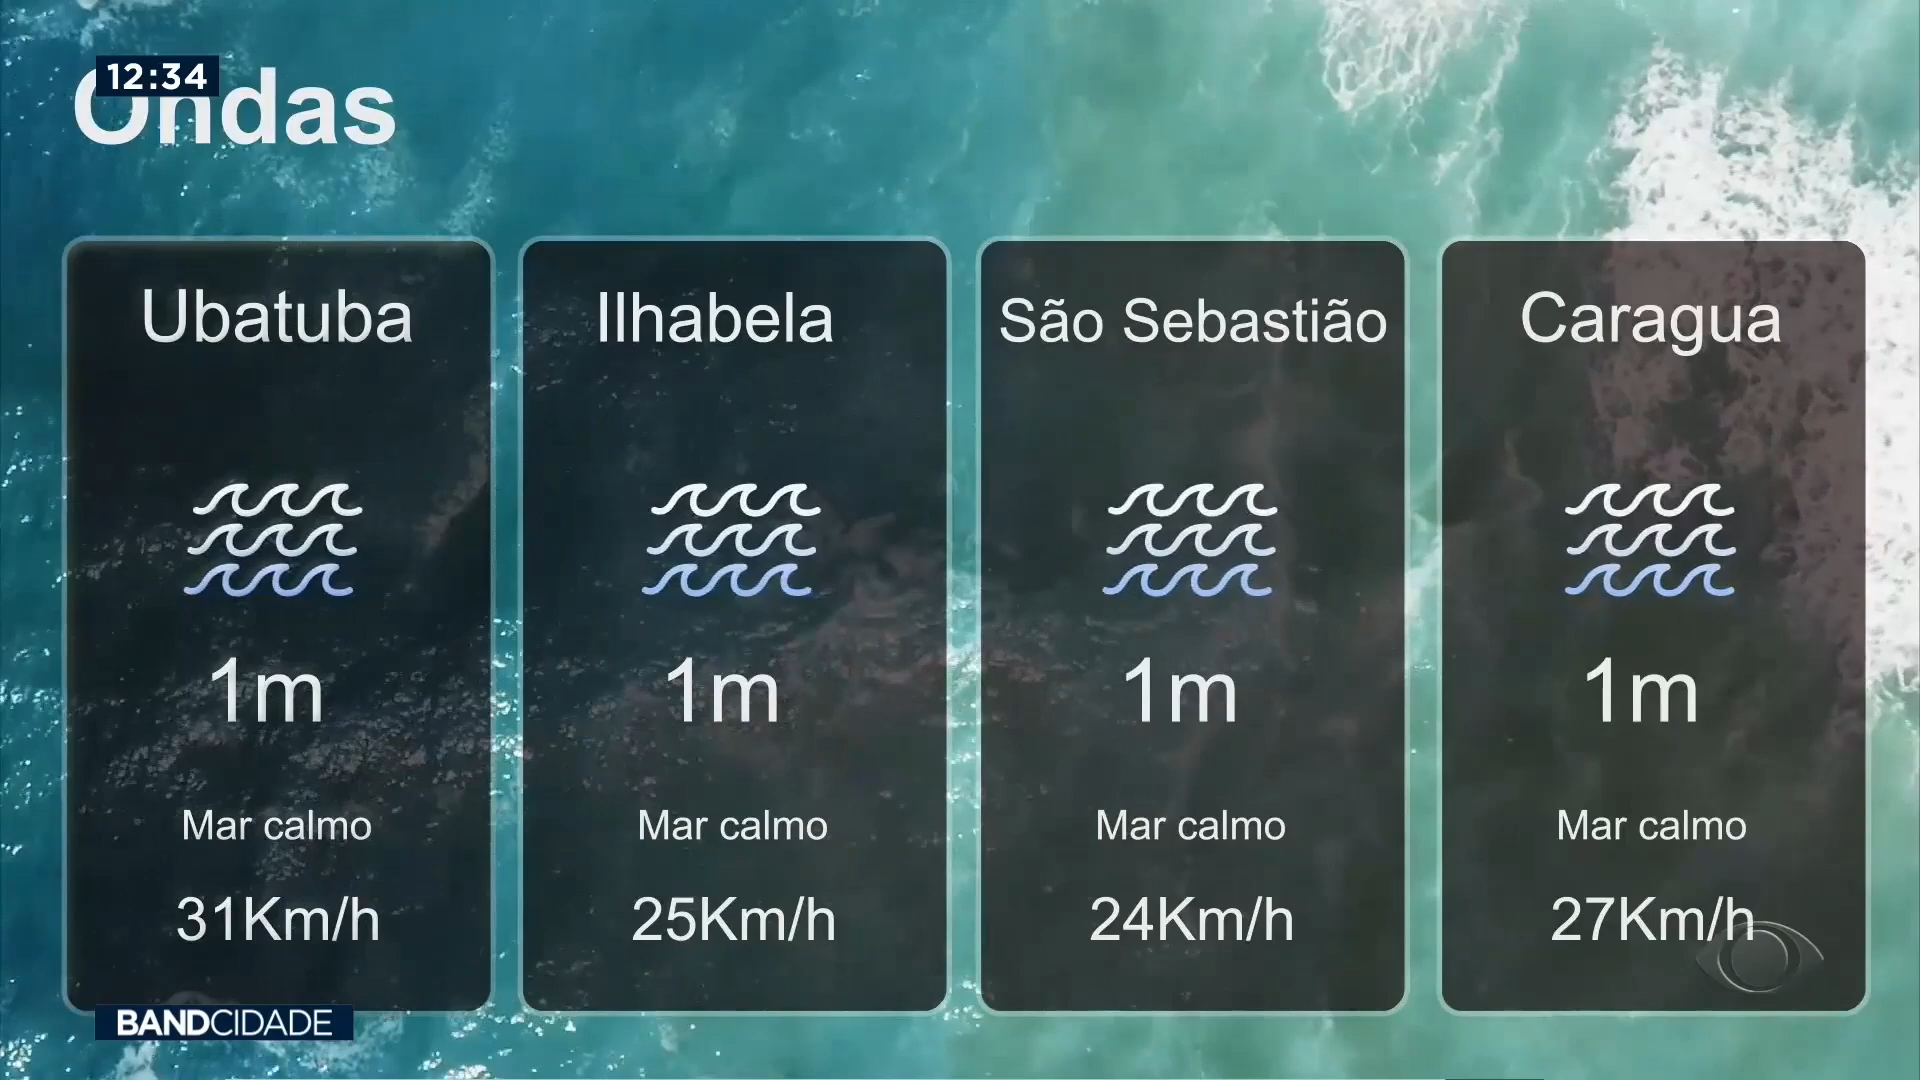 12:34
Ondas
Ubatuba
1m
Mar calmo
31Km/h
Ilhabela
1m
Mar calmo
25Km/h
São Sebastião
1m
Mar calmo
24Km/h
Caragua
1m
Mar calmo
27Km/h
BANDCIDADE